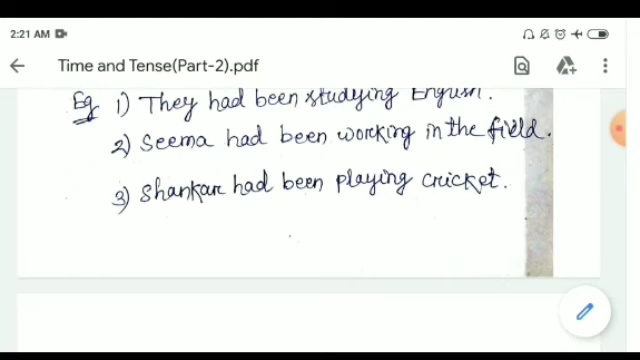 2:21 AM
Time and Tense(Part-2).pdf
Eg 1) They had been studying English.
2) Seema had been working in the field.
3) Shankar had been playing cricket.